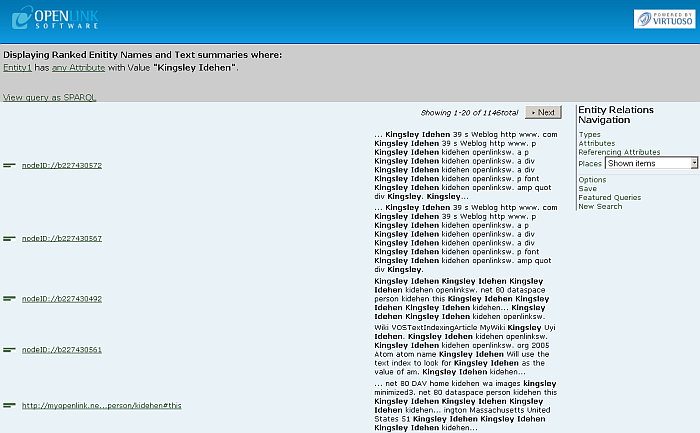 OPENLINK
SOFTWARE
POWERED BY
VIRTUOSO
Displaying Ranked Entity Names and Text summaries where:
Entity1 has any Attribute with Value "Kingsley Idehen".
View query as SPARQL
Showing 1-20 of 1146total
Next
nodeID://b227430572
... Kingsley Idehen 39 s Weblog http www. com
Kingsley Idehen 39 s Weblog http www. p
Kingsley Idehen kidehen openlinksw. a p
Kingsley Idehen kidehen openlinksw. a div
Kingsley Idehen kidehen openlinksw. a div
Kingsley Idehen kidehen openlinksw. p font
Kingsley Idehen kidehen openlinksw. amp quot
div Kingsley. Kingsley...
nodeID://b227430567
... Kingsley Idehen 39 s Weblog http www. com
Kingsley Idehen 39 s Weblog http www. p
Kingsley Idehen kidehen openlinksw. a p
Kingsley Idehen kidehen openlinksw. a div
Kingsley Idehen kidehen openlinksw. a div
Kingsley Idehen kidehen openlinksw. p font
Kingsley Idehen kidehen openlinksw. amp quot
div Kingsley.
nodeID://b227430492
Kingsley Idehen Kingsley Idehen Kingsley
Idehen kidehen openlinksw. net 80 dataspace
person kidehen this Kingsley Idehen Kingsley
Idehen Kingsley Idehen kidehen... Kingsley
Idehen Kingsley Idehen kidehen openlinksw.
nodeID://b227430561
Wiki VOSTextIndexingArticle MyWiki Kingsley Uyi
Idehen. Kingsley Idehen kidehen openlinksw.
Kingsley Idehen kidehen openlinksw. org 2005
Atom atom name Kingsley Idehen Will use the
text index to look for Kingsley Idehen as the
value of am. Kingsley Idehen kidehen...
http://myopenlink.ne...person/kidehen#this
... net 80 DAV home kidehen wa images kingsley
minimized3. net 80 dataspace person kidehen this
Kingsley Idehen Kingsley Idehen Kingsley
Idehen kidehen... ington Massachusetts United
States 51 Kingsley Idehen Kingsley Idehen
Kingsley Idehen kidehen...
Entity Relations
Navigation
Types
Attributes
Referencing Attributes
Places Shown items
Options
Save
Featured Queries
New Search